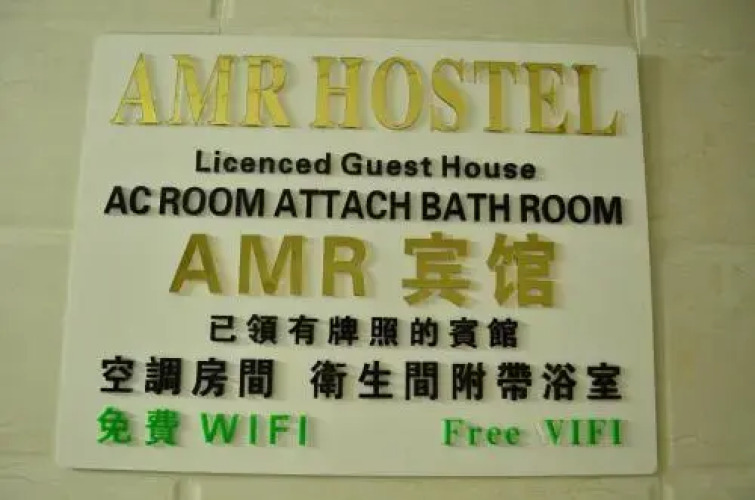 AMR HOSTEL
Licenced Guest House
AC ROOM ATTACH BATH ROOM
AMR 宾馆
已領有牌照的賓館
空調房間 衛生間附帶浴室
免費 WIFI Free VIFI